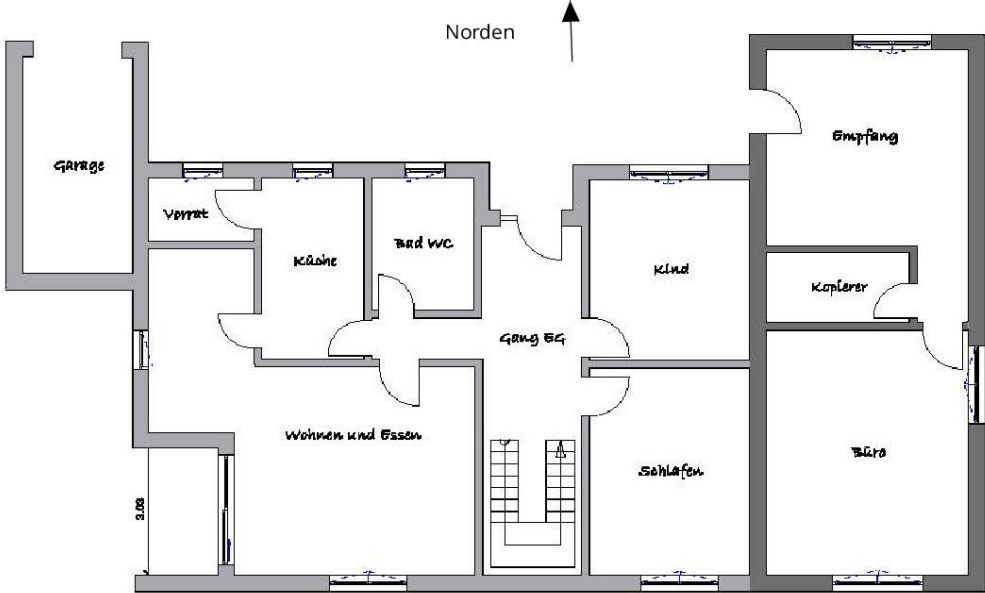 Norden
Empfang
Garage
Vorrat
Küche
Bad WC
Kind
Kopierer
Gang EG
Wohnen und Essen
Büro
Schlafen
3.03